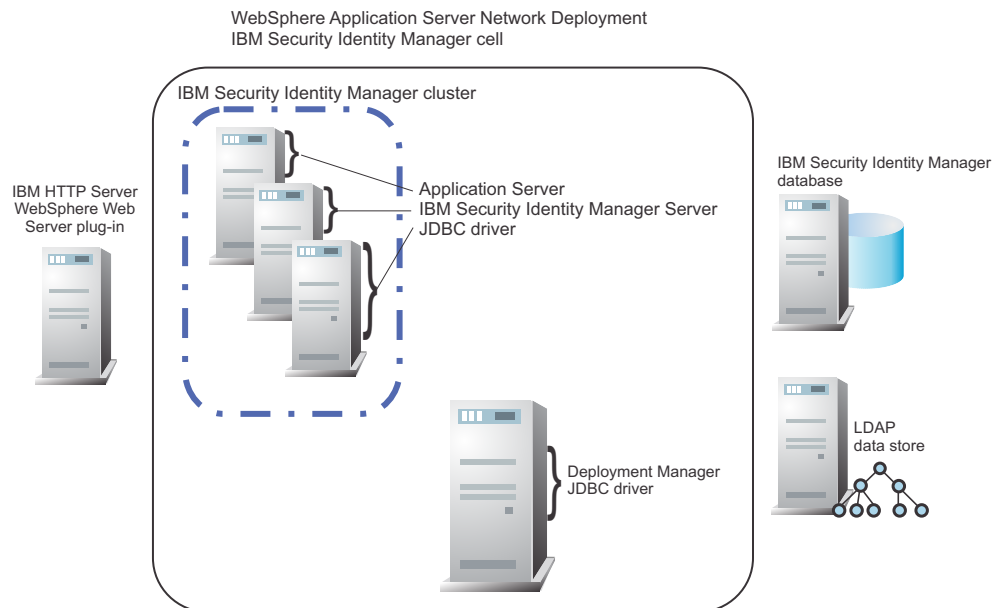 WebSphere Application Server Network Deployment
IBM Security Identity Manager cell
IBM Security Identity Manager cluster
IBM HTTP Server
WebSphere Web
Server plug-in
Application Server
IBM Security Identity Manager Server
JDBC driver
IBM Security Identity Manager
database
Deployment Manager
JDBC driver
LDAP
data store